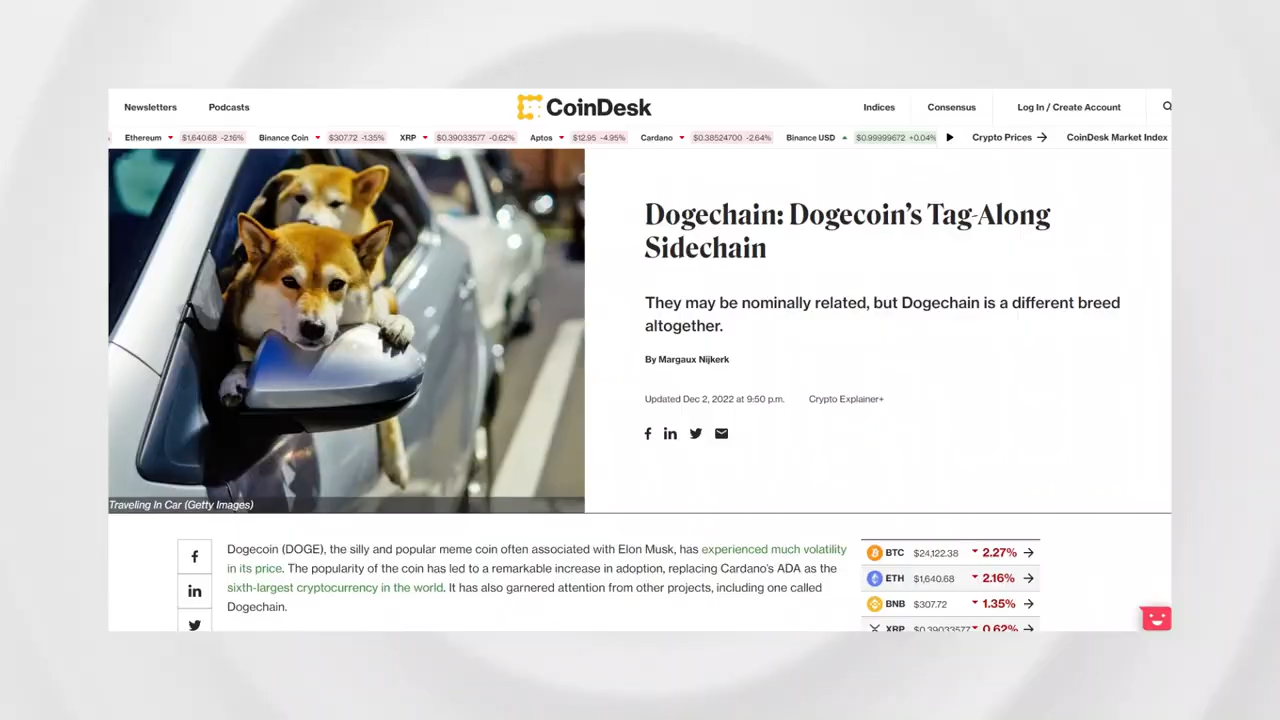 Newsletters Podcasts CoinDesk Indices Consensus Log In / Create Account
Ethereum $1,640.68 -2.16% Binance Coin $307.72 -1.35% XRP $0.39033577 -0.62% Aptos $12.95 -4.95% Cardano $0.38524700 -2.64% Binance USD $0.99999672 +0.04% Crypto Prices → CoinDesk Market Index
Dogechain: Dogecoin's Tag-Along
Sidechain
They may be nominally related, but Dogechain is a different breed
altogether.
By Margaux Nijkerk
Updated Dec 2, 2022 at 9:50 p.m. Crypto Explainer+
Traveling In Car (Getty Images)
Dogecoin (DOGE), the silly and popular meme coin often associated with Elon Musk, has experienced much volatility
in its price. The popularity of the coin has led to a remarkable increase in adoption, replacing Cardano's ADA as the
sixth-largest cryptocurrency in the world. It has also garnered attention from other projects, including one called
Dogechain.
BTC $24,122.38 2.27% →
ETH $1,640.68 2.16% →
BNB $307.72 1.35% →
XRP $0.39033577 0.62% →